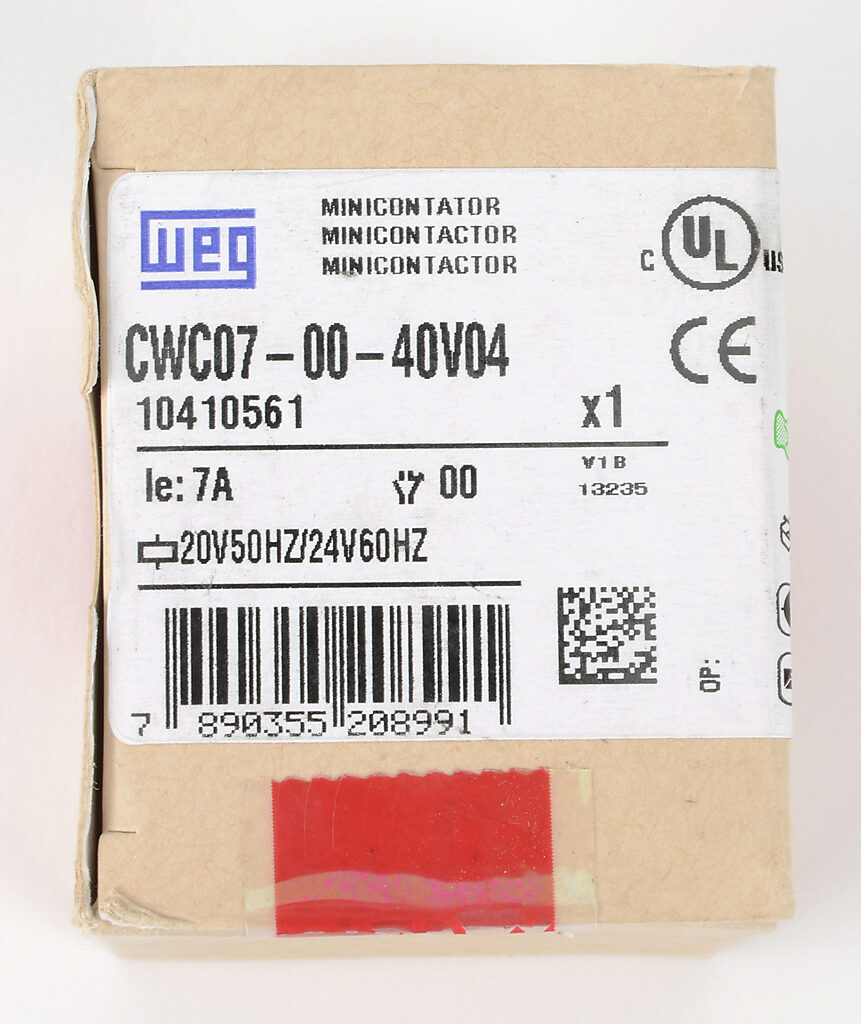 weg
MINICONTATOR
MINICONTACTOR
MINICONTACTOR
C UL US
CE
CWC07-00-40V04
10410561
x1
Ie: 7A
00
V1B
13235
20V50HZ/24V60HZ
OP:
7 890355 208991